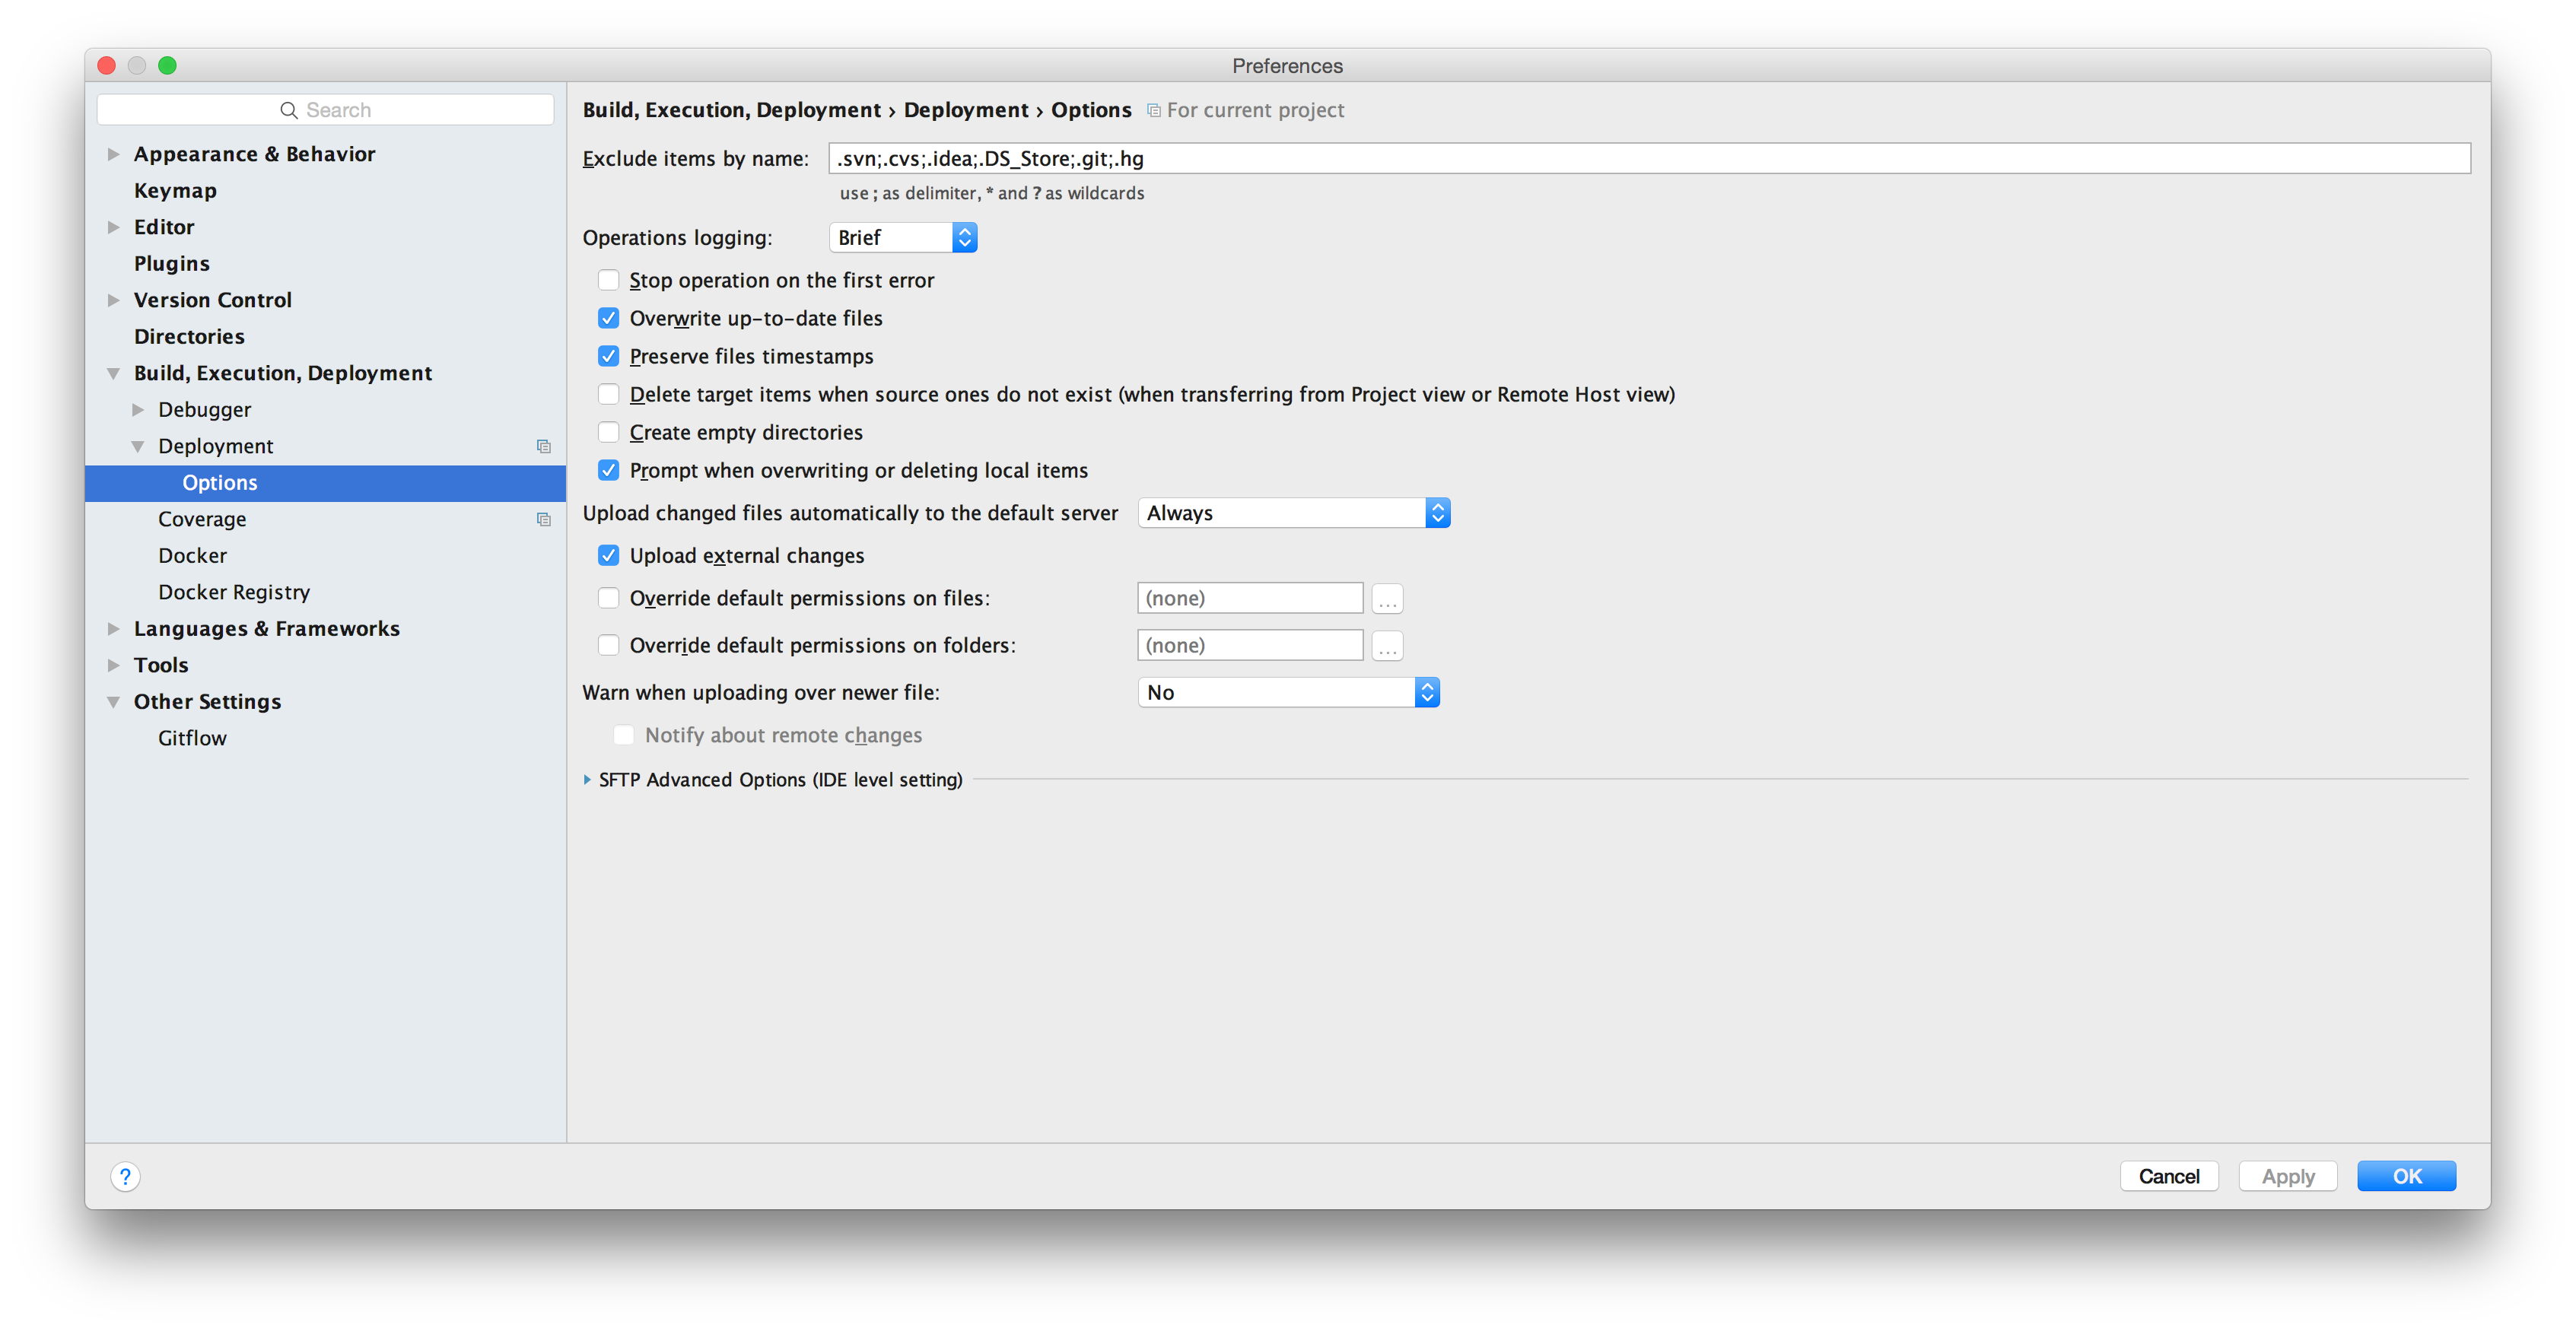 Preferences
Search
Appearance & Behavior
Keymap
Editor
Plugins
Version Control
Directories
Build, Execution, Deployment
Debugger
Deployment
Options
Coverage
Docker
Docker Registry
Languages & Frameworks
Tools
Other Settings
Gitflow
Build, Execution, Deployment › Deployment › Options For current project
Exclude items by name: .svn;.cvs;.idea;.DS_Store;.git;.hg
use ; as delimiter, * and ? as wildcards
Operations logging: Brief
Stop operation on the first error
Overwrite up-to-date files
Preserve files timestamps
Delete target items when source ones do not exist (when transferring from Project view or Remote Host view)
Create empty directories
Prompt when overwriting or deleting local items
Upload changed files automatically to the default server Always
Upload external changes
Override default permissions on files: (none) ...
Override default permissions on folders: (none) ...
Warn when uploading over newer file: No
Notify about remote changes
SFTP Advanced Options (IDE level setting)
? Cancel Apply OK